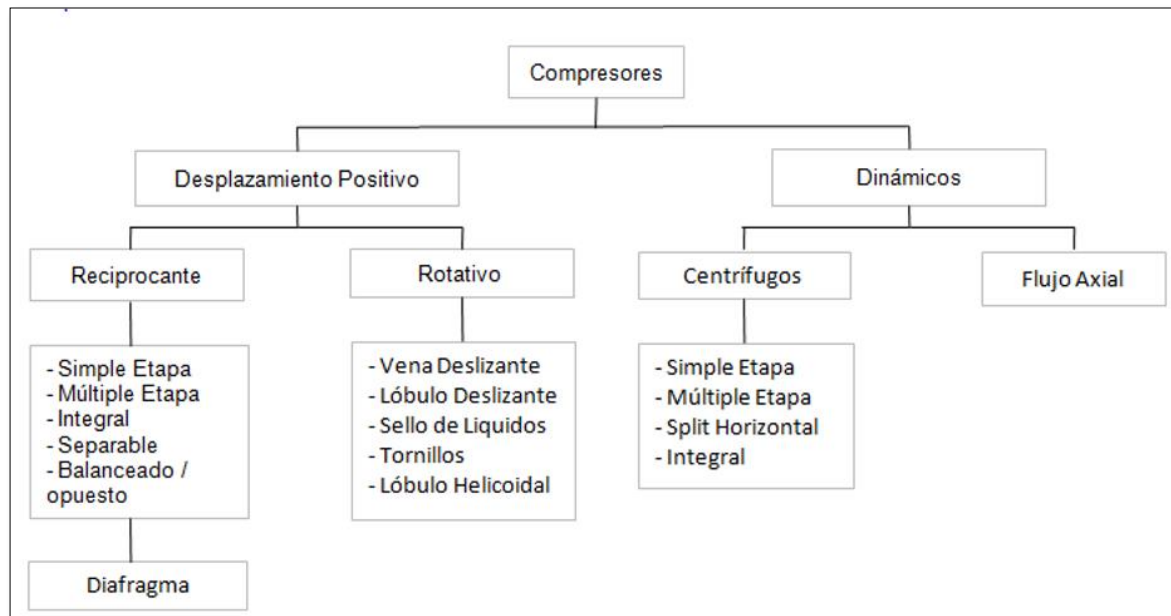 Compresores
Desplazamiento Positivo
Dinámicos
Reciprocante
Rotativo
Centrífugos
Flujo Axial
- Simple Etapa
- Múltiple Etapa
- Integral
- Separable
- Balanceado /
opuesto
- Vena Deslizante
- Lóbulo Deslizante
- Sello de Liquidos
- Tornillos
- Lóbulo Helicoidal
- Simple Etapa
- Múltiple Etapa
- Split Horizontal
- Integral
Diafragma